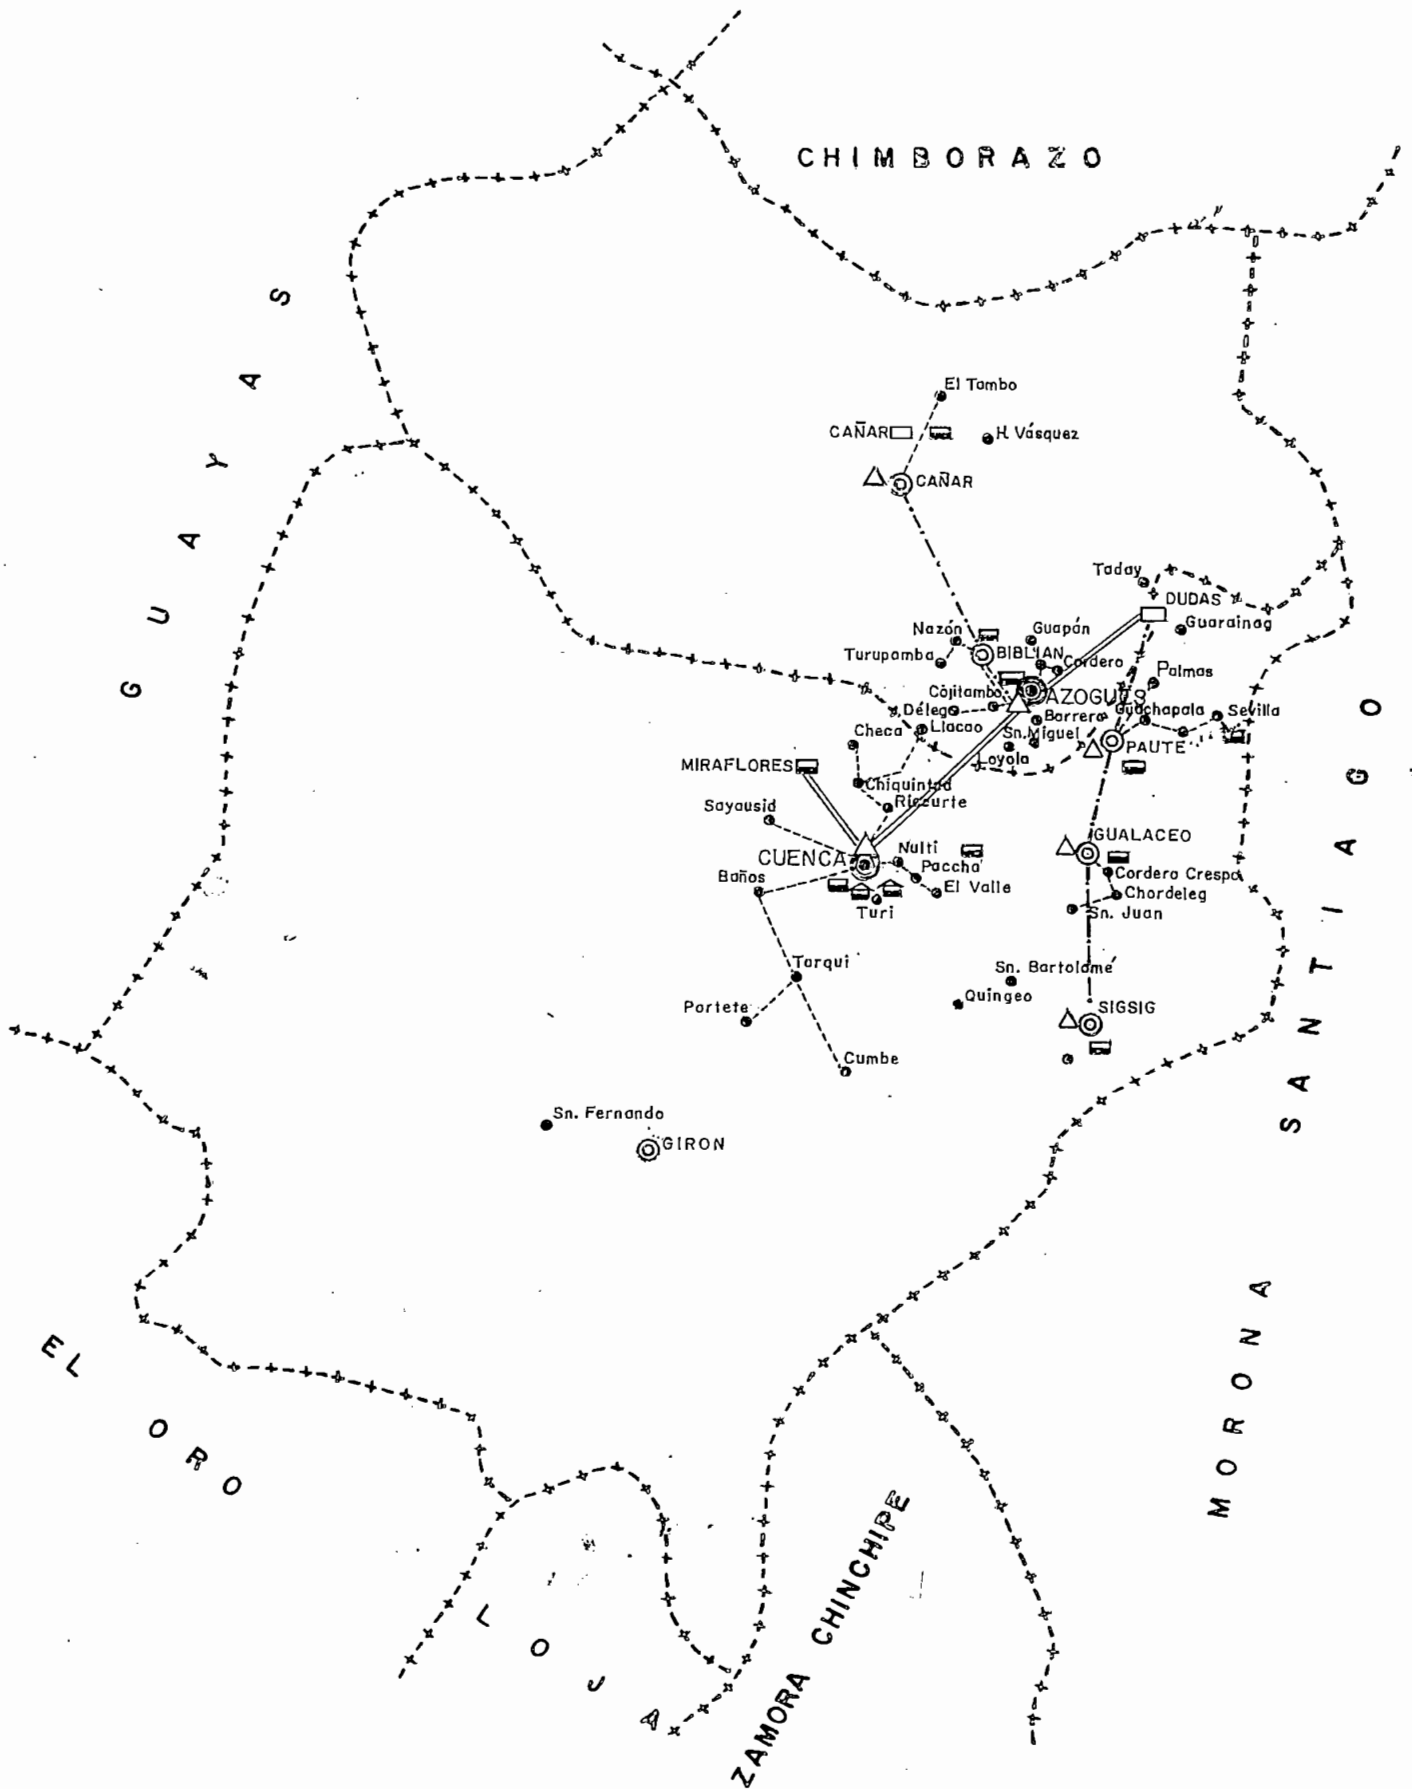 CHIMBORAZO
GUAYAS
El Tambo
CAÑAR
H. Vásquez
CAÑAR
Taday
DUDAS
Guarainag
Nazón
Guapán
Turupamba
BIBLIAN
Cordero
Palmas
Cojitambo
AZOGUES
Déleg
Barrera
Guachapala
Sevilla
Llacao
Checa
Sn. Miguel
PAUTE
Loyola
MIRAFLORES
Chiquintad
Sayausid
Riccurte
GUALACEO
CUENCA
Nulti
Paccha
Cordero Crespo
Baños
El Valle
Chordeleg
Turi
Sn. Juan
Tarqui
Sn. Bartolomé
Quingeo
Portete
SIGSIG
Cumbe
Sn. Fernando
GIRON
MORONA SANTIAGO
EL ORO
LOJA
ZAMORA CHINCHIPE